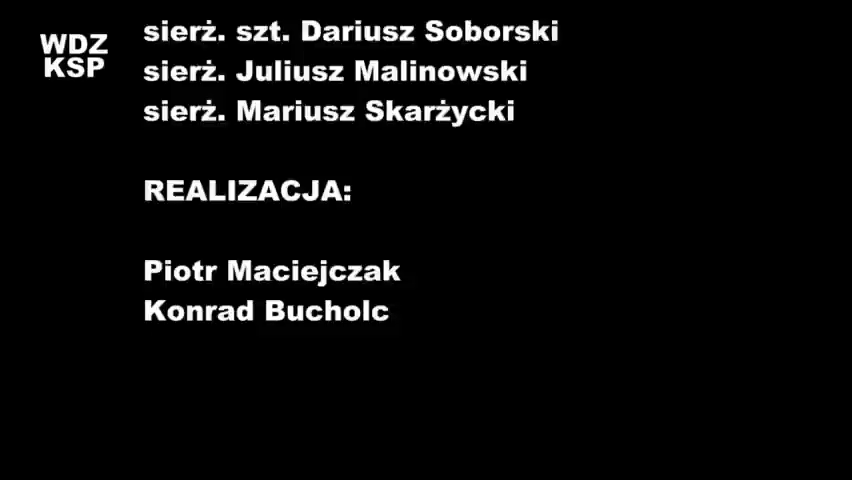 WDZ
KSP
sierż. szt. Dariusz Soborski
sierż. Juliusz Malinowski
sierż. Mariusz Skarżycki
REALIZACJA:
Piotr Maciejczak
Konrad Bucholc